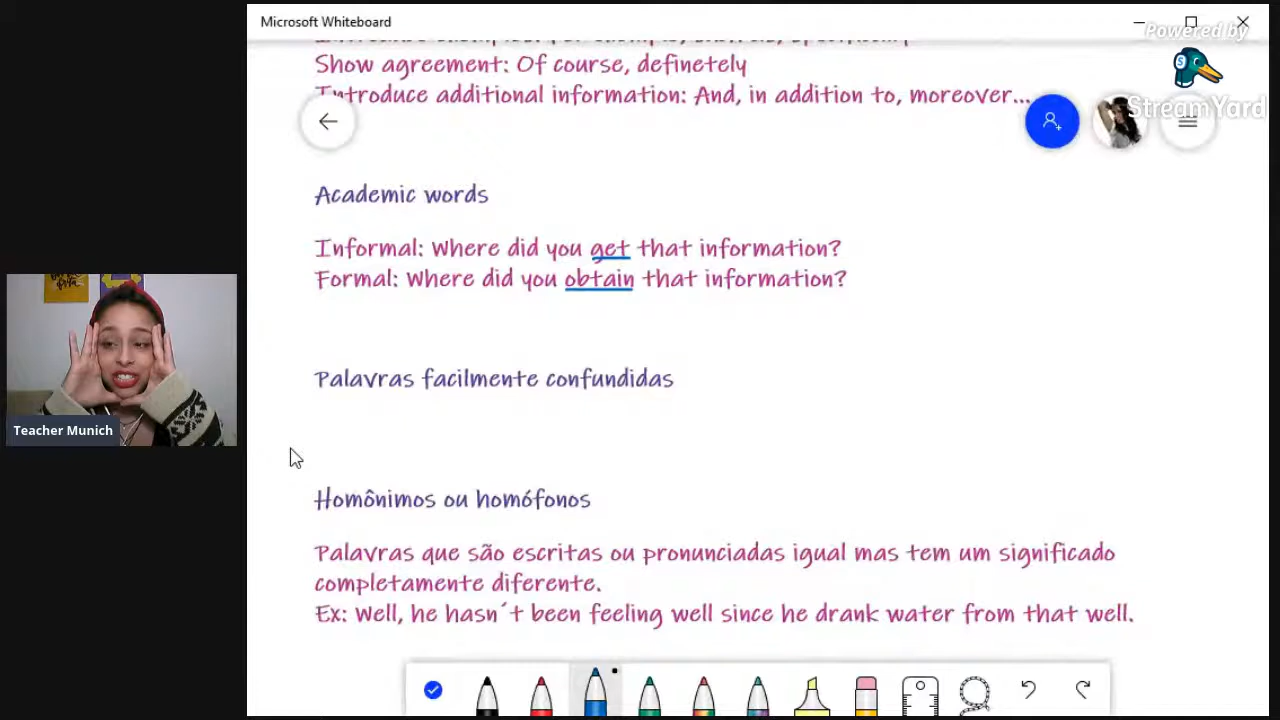 Microsoft Whiteboard
Powered by
StreamYard
Show agreement: Of course, definetely
Introduce additional information: And, in addition to, moreover...
Academic words
Informal: Where did you get that information?
Formal: Where did you obtain that information?
Palavras facilmente confundidas
Teacher Munich
Homônimos ou homófonos
Palavras que são escritas ou pronunciadas igual mas tem um significado
completamente diferente.
Ex: Well, he hasn´t been feeling well since he drank water from that well.